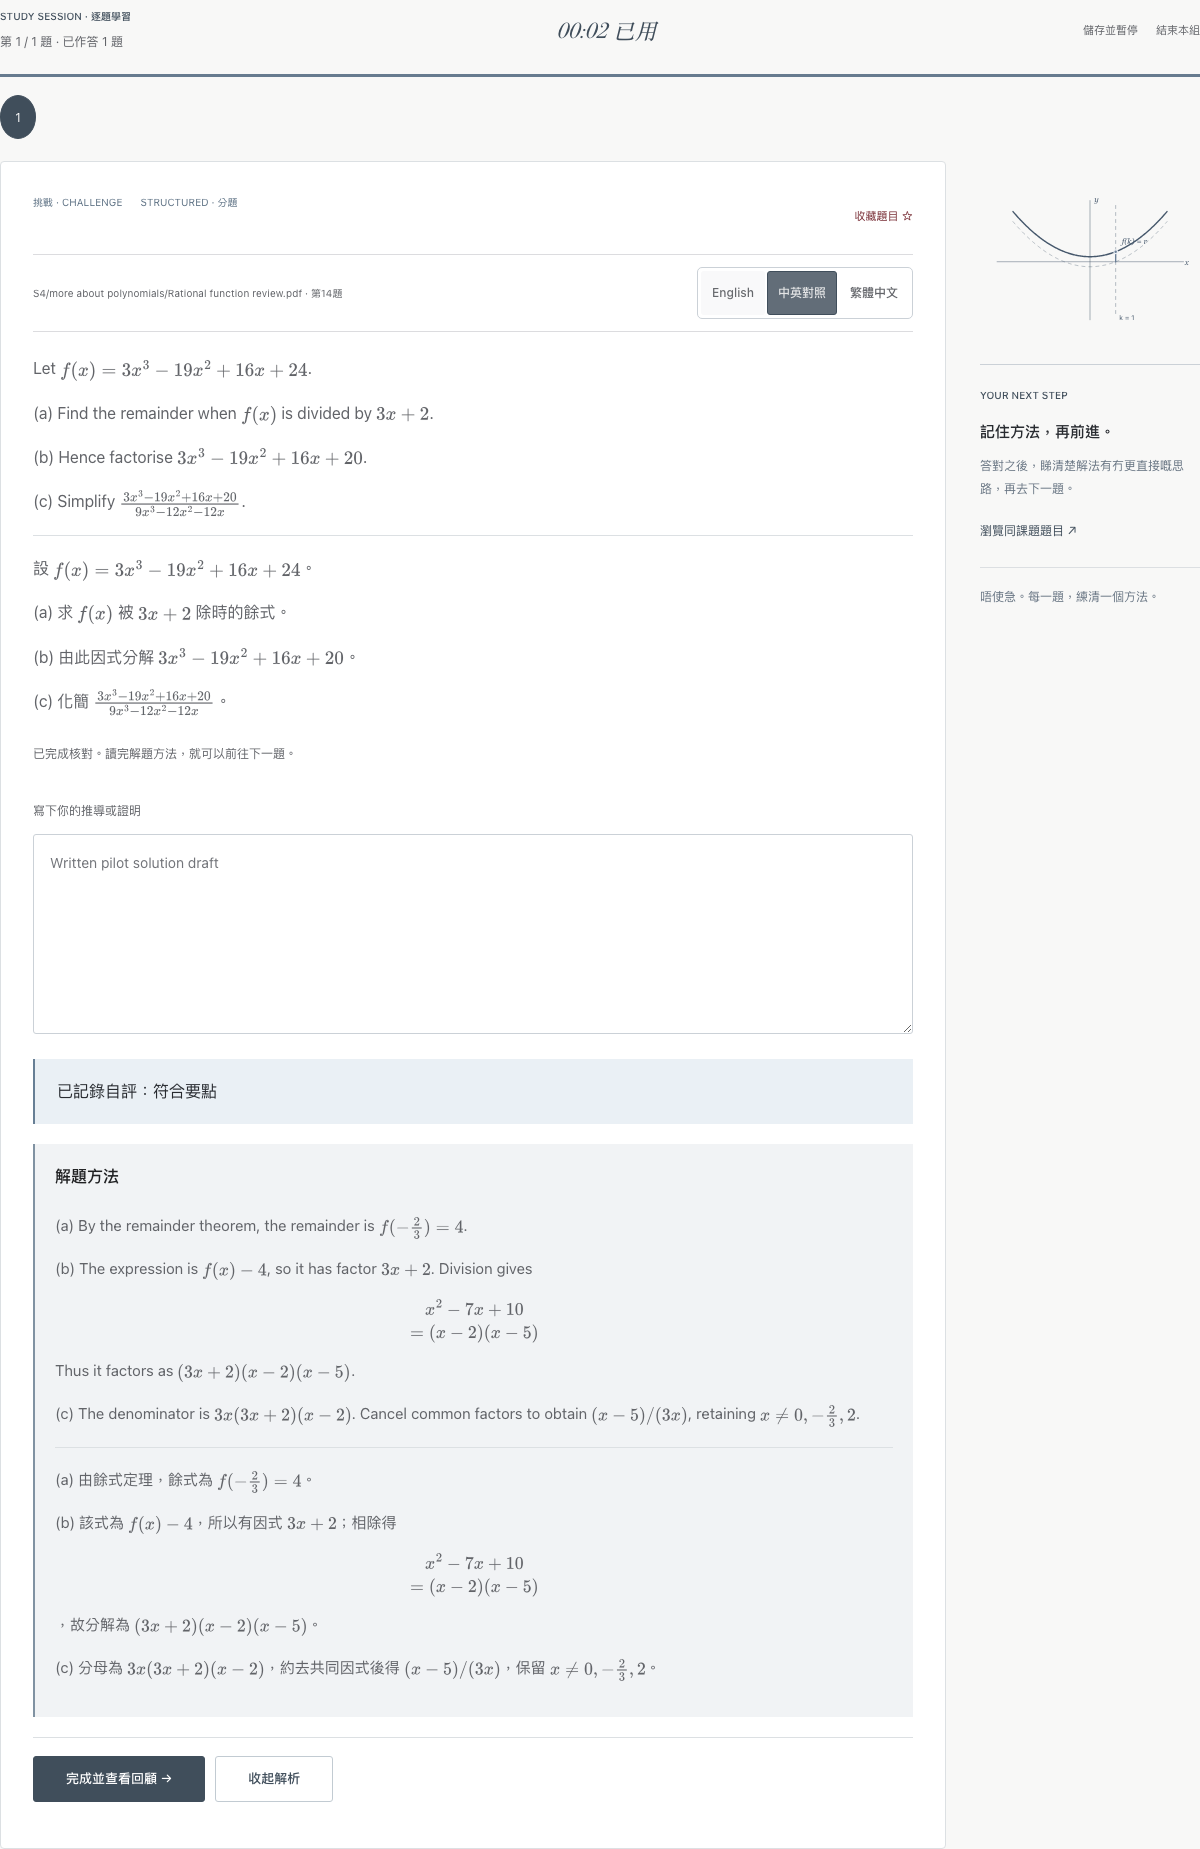 STUDY SESSION · 逐題學習
第 1 / 1 題 · 已作答 1 題
00:02 已用
儲存並暫停 結束本組
1
挑戰 · CHALLENGE STRUCTURED · 分題
收藏題目 ☆
S4/more about polynomials/Rational function review.pdf · 第14題
English 中英對照 繁體中文
Let f(x) = 3x³ − 19x² + 16x + 24.
(a) Find the remainder when f(x) is divided by 3x + 2.
(b) Hence factorise 3x³ − 19x² + 16x + 20.
(c) Simplify (3x³−19x²+16x+20)/(9x³−12x²−12x).
設 f(x) = 3x³ − 19x² + 16x + 24。
(a) 求 f(x) 被 3x + 2 除時的餘式。
(b) 由此因式分解 3x³ − 19x² + 16x + 20。
(c) 化簡 (3x³−19x²+16x+20)/(9x³−12x²−12x)。
已完成核對。讀完解題方法，就可以前往下一題。
寫下你的推導或證明
Written pilot solution draft
已記錄自評：符合要點
解題方法
(a) By the remainder theorem, the remainder is f(−2/3) = 4.
(b) The expression is f(x) − 4, so it has factor 3x + 2. Division gives
x² − 7x + 10
= (x − 2)(x − 5)
Thus it factors as (3x + 2)(x − 2)(x − 5).
(c) The denominator is 3x(3x + 2)(x − 2). Cancel common factors to obtain (x − 5)/(3x), retaining x ≠ 0, −2/3, 2.
(a) 由餘式定理，餘式為 f(−2/3) = 4。
(b) 該式為 f(x) − 4，所以有因式 3x + 2；相除得
x² − 7x + 10
= (x − 2)(x − 5)
，故分解為 (3x + 2)(x − 2)(x − 5)。
(c) 分母為 3x(3x + 2)(x − 2)，約去共同因式後得 (x − 5)/(3x)，保留 x ≠ 0, −2/3, 2。
完成並查看回顧 → 收起解析
y
f(k) = r
x
k = 1
YOUR NEXT STEP
記住方法，再前進。
答對之後，睇清楚解法有冇更直接嘅思
路，再去下一題。
瀏覽同課題題目 ↗
唔使急。每一題，練清一個方法。